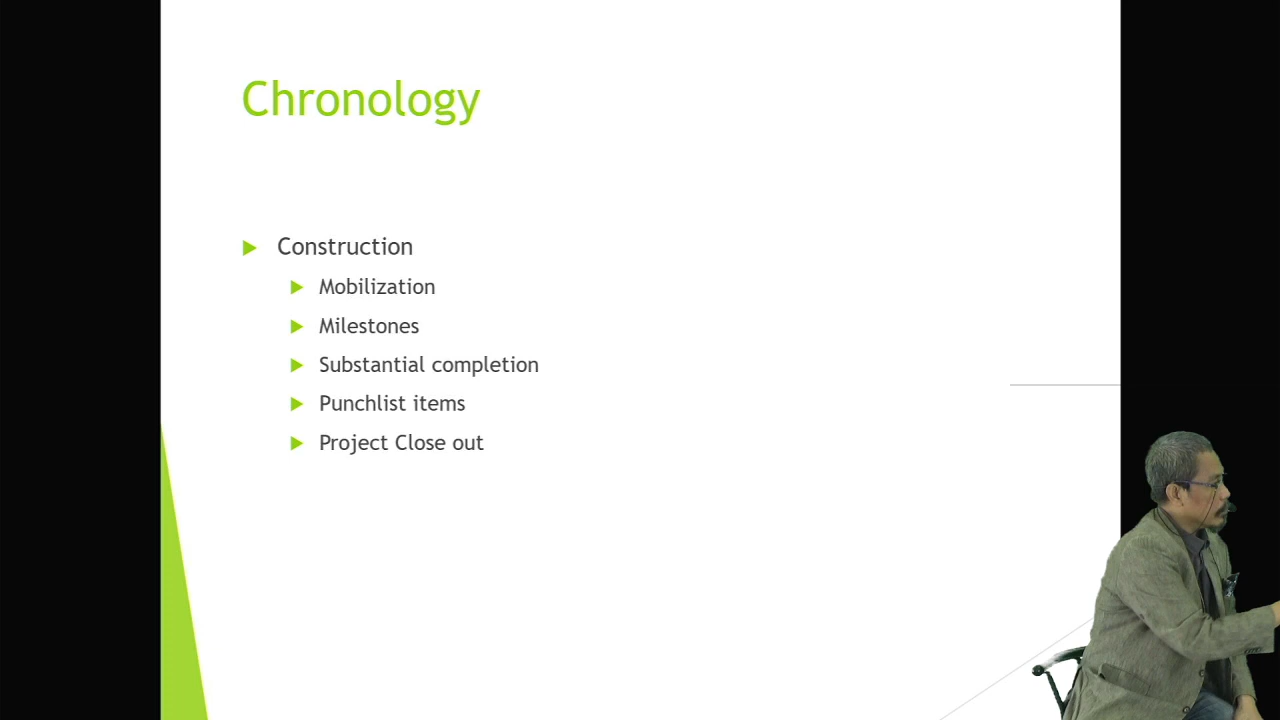 Chronology
Construction
Mobilization
Milestones
Substantial completion
Punchlist items
Project Close out